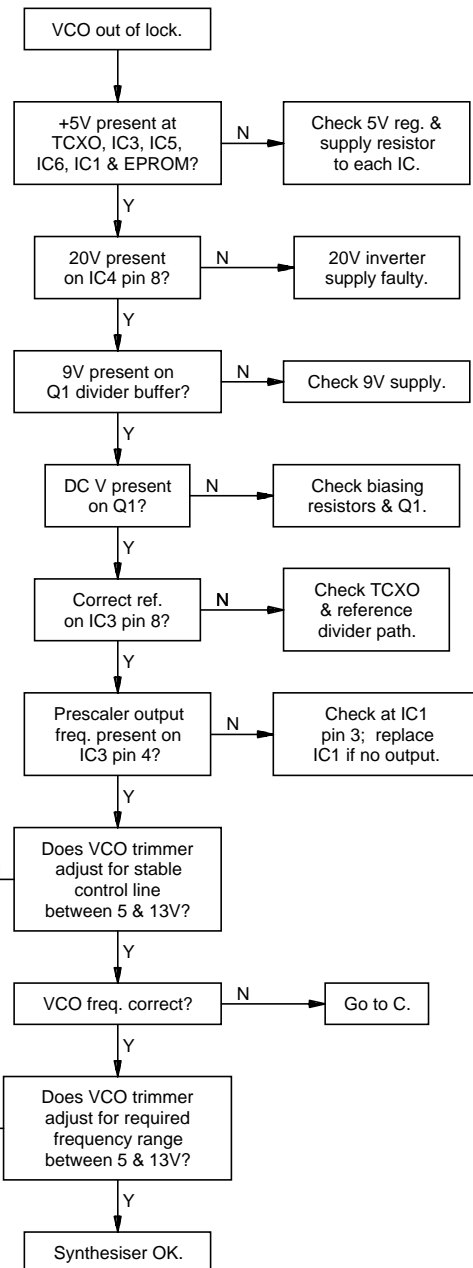 VCO out of lock.
+5V present at
TCXO, IC3, IC5,
IC6, IC1 & EPROM?
N
Check 5V reg. &
supply resistor
to each IC.
Y
20V present
on IC4 pin 8?
N
20V inverter
supply faulty.
Y
9V present on
Q1 divider buffer?
N
Check 9V supply.
Y
DC V present
on Q1?
N
Check biasing
resistors & Q1.
Y
Correct ref.
on IC3 pin 8?
N
Check TCXO
& reference
divider path.
Y
Prescaler output
freq. present on
IC3 pin 4?
N
Check at IC1
pin 3; replace
IC1 if no output.
Y
Does VCO trimmer
adjust for stable
control line
between 5 & 13V?
Y
VCO freq. correct?
N
Go to C.
Y
Does VCO trimmer
adjust for required
frequency range
between 5 & 13V?
Y
Synthesiser OK.